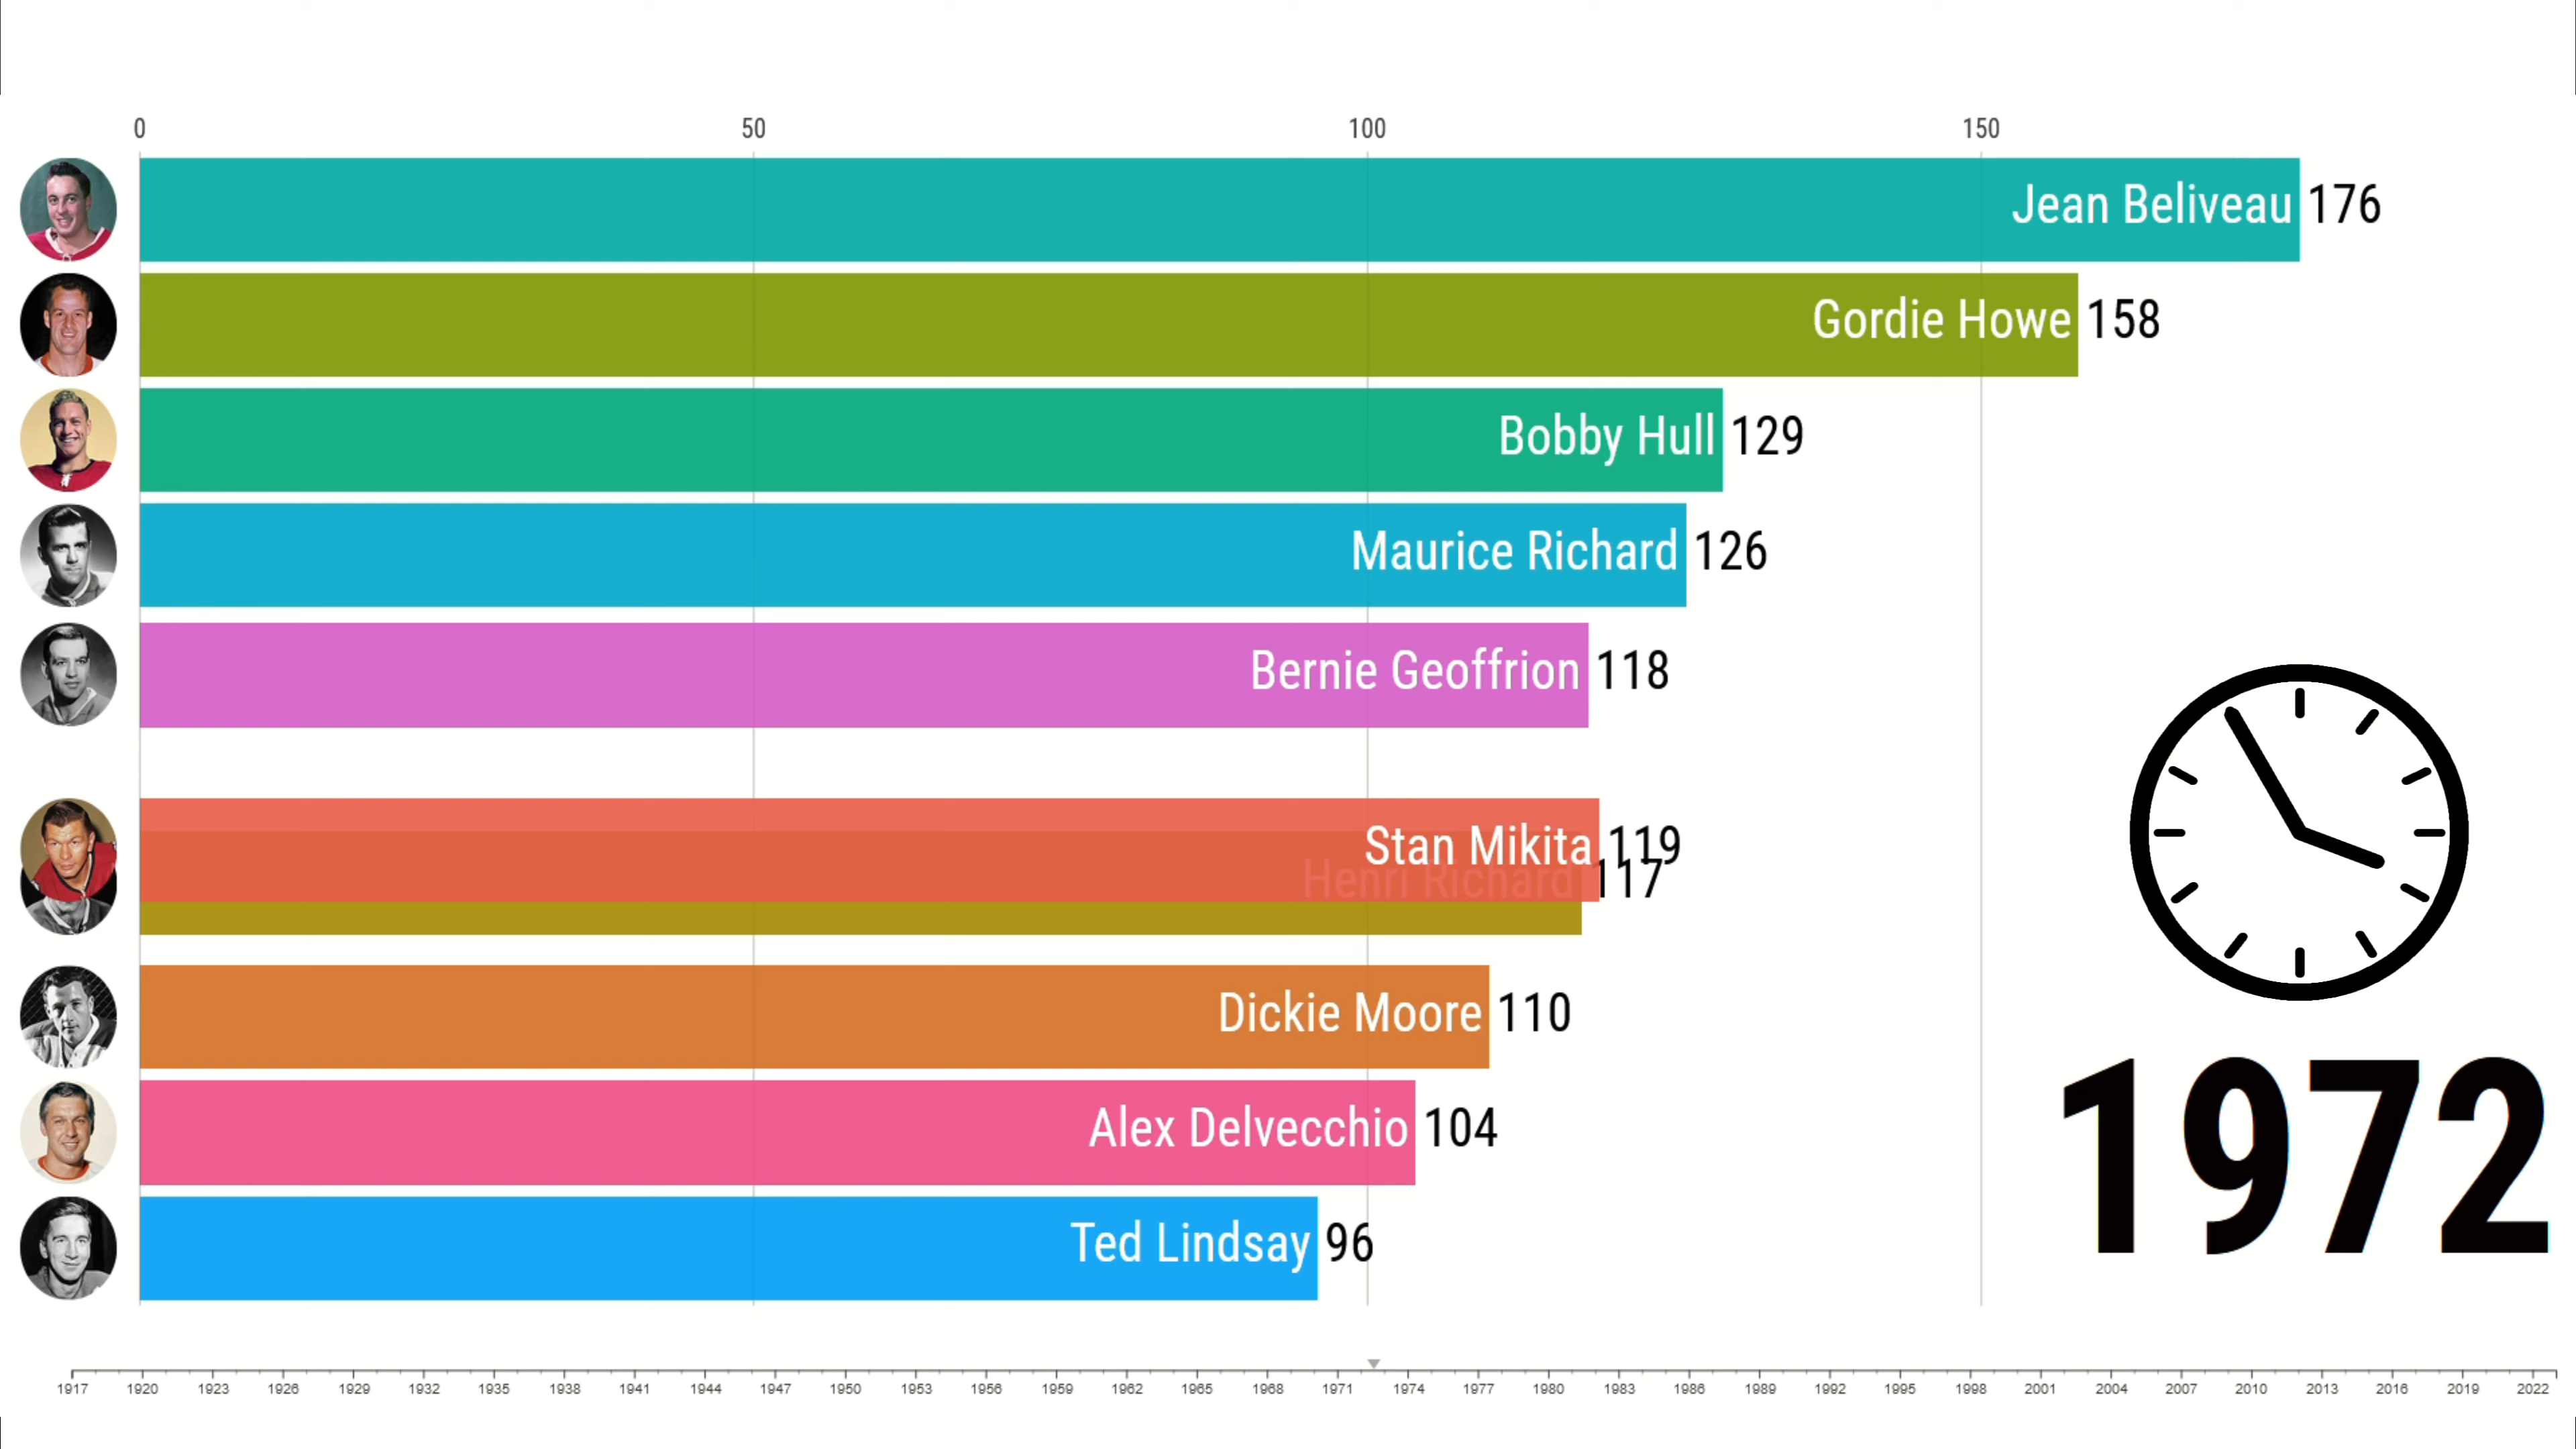 0 50 100 150
Jean Beliveau 176
Gordie Howe 158
Bobby Hull 129
Maurice Richard 126
Bernie Geoffrion 118
Stan Mikita 119
Henri Richard 117
Dickie Moore 110
Alex Delvecchio 104
Ted Lindsay 96
1972
1917 1920 1923 1926 1929 1932 1935 1938 1941 1944 1947 1950 1953 1956 1959 1962 1965 1968 1971 1974 1977 1980 1983 1986 1989 1992 1995 1998 2001 2004 2007 2010 2013 2016 2019 2022